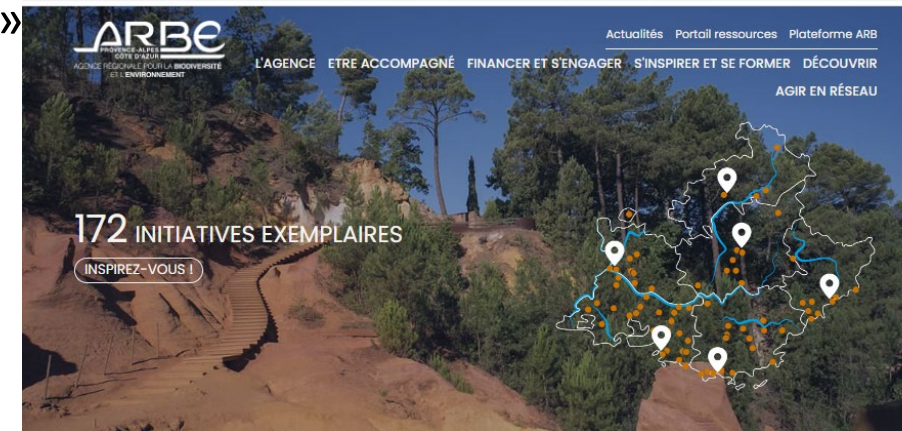 »
ARBE
PROVENCE-ALPES
CÔTE D'AZUR
AGENCE RÉGIONALE POUR LA BIODIVERSITÉ
ET L'ENVIRONNEMENT
Actualités Portail ressources Plateforme ARB
L'AGENCE ETRE ACCOMPAGNÉ FINANCER ET S'ENGAGER S'INSPIRER ET SE FORMER DÉCOUVRIR
AGIR EN RÉSEAU
172 INITIATIVES EXEMPLAIRES
INSPIREZ-VOUS !